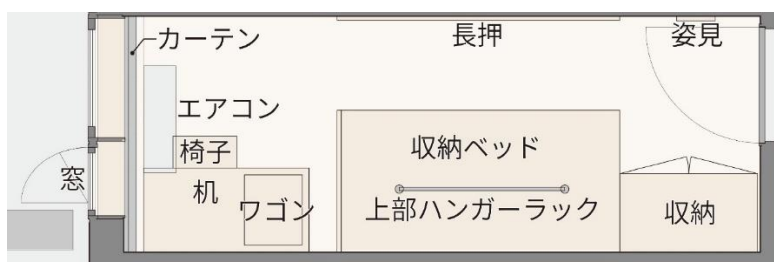 カーテン
長押
姿見
エアコン
椅子
収納ベッド
窓
机
ワゴン
上部ハンガーラック
収納